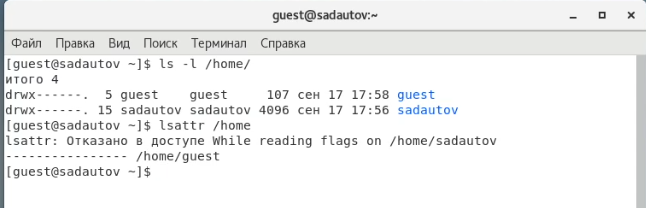 guest@sadautov:~
Файл Правка Вид Поиск Терминал Справка
[guest@sadautov ~]$ ls -l /home/
итого 4
drwx------.  5 guest    guest     107 сен 17 17:58 guest
drwx------. 15 sadautov sadautov 4096 сен 17 17:56 sadautov
[guest@sadautov ~]$ lsattr /home
lsattr: Отказано в доступе While reading flags on /home/sadautov
---------------- /home/guest
[guest@sadautov ~]$